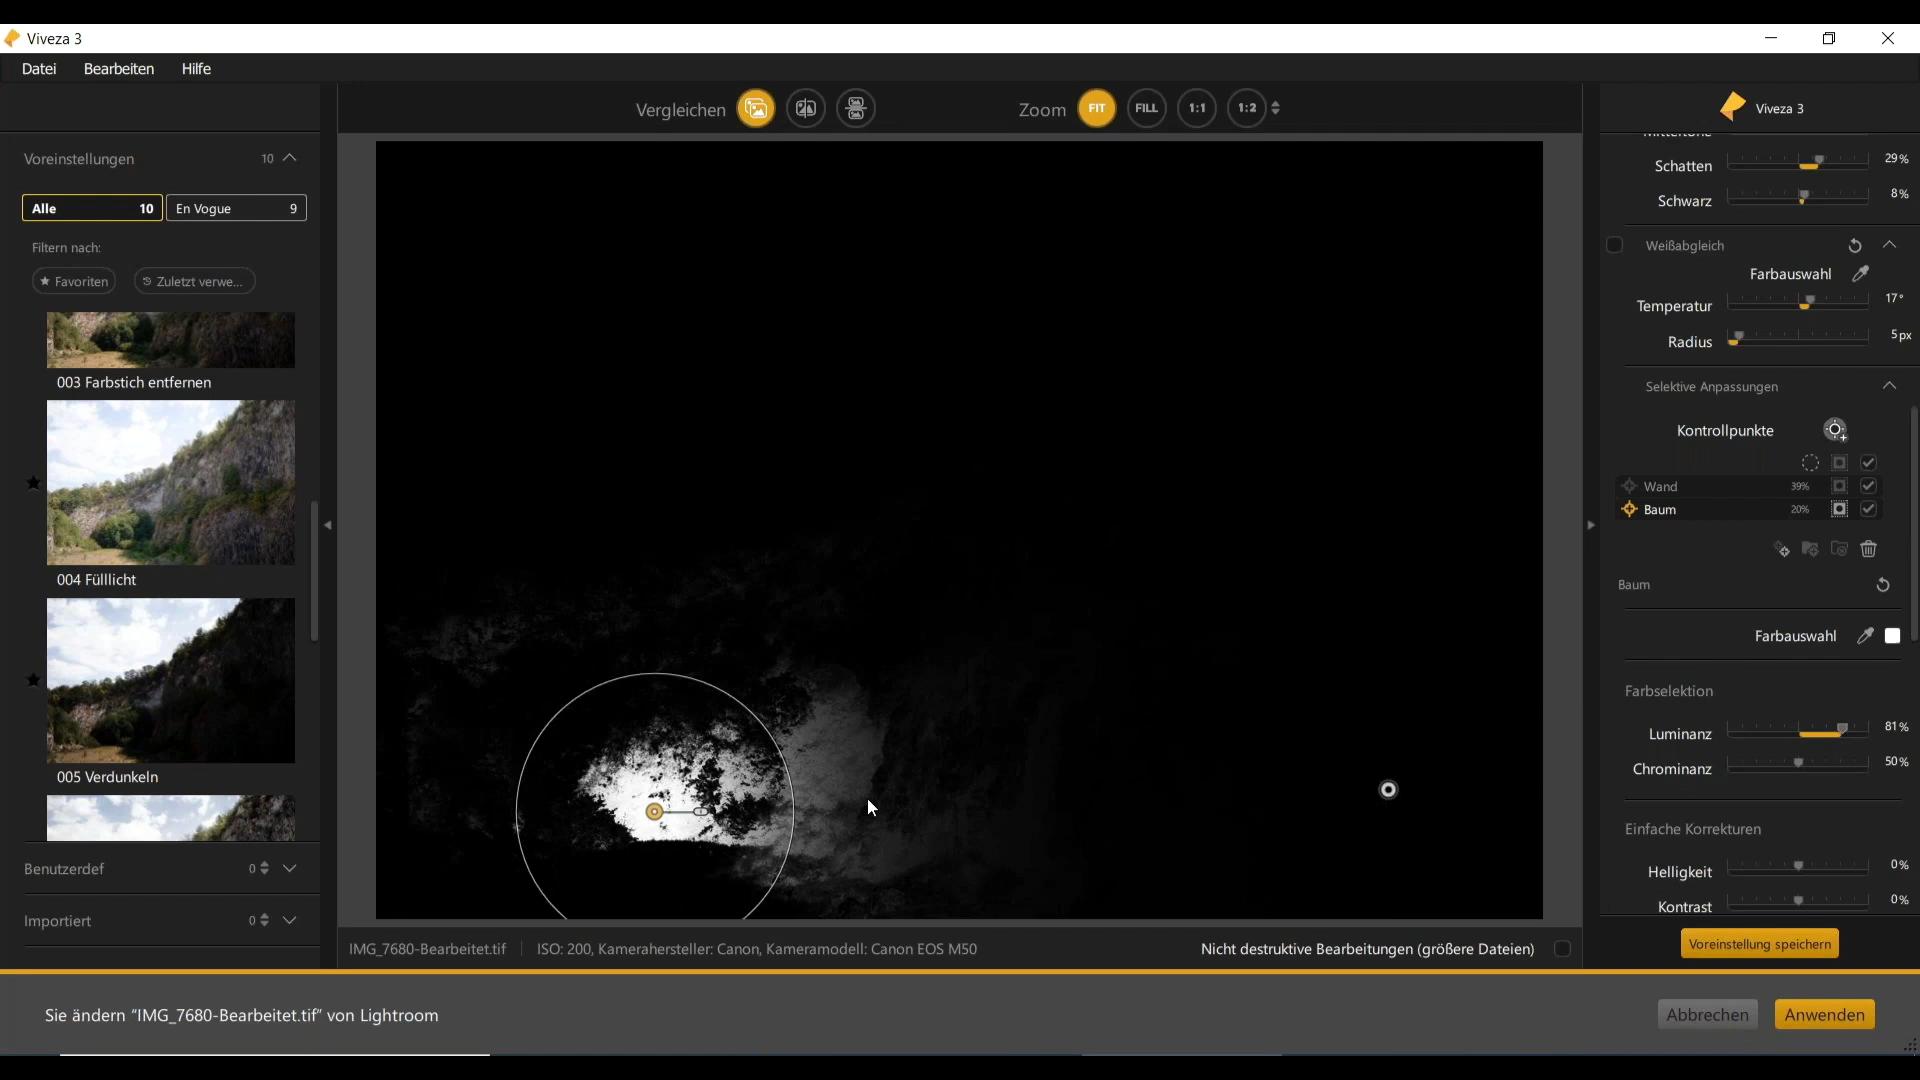 Viveza 3
Datei Bearbeiten Hilfe
Vergleichen Zoom FIT FILL 1:1 1:2
Viveza 3
Voreinstellungen 10
Alle 10 En Vogue 9
Filtern nach:
Favoriten Zuletzt verwe...
003 Farbstich entfernen
004 Fülllicht
005 Verdunkeln
Benutzerdef 0
Importiert 0
IMG_7680-Bearbeitet.tif ISO: 200, Kamerahersteller: Canon, Kameramodell: Canon EOS M50 Nicht destruktive Bearbeitungen (größere Dateien)
Mitteltöne
Schatten 29%
Schwarz 8%
Weißabgleich
Farbauswahl
Temperatur 17°
Radius 5px
Selektive Anpassungen
Kontrollpunkte
Wand 39%
Baum 20%
Baum
Farbauswahl
Farbselektion
Luminanz 81%
Chrominanz 50%
Einfache Korrekturen
Helligkeit 0%
Kontrast 0%
Voreinstellung speichern
Sie ändern "IMG_7680-Bearbeitet.tif" von Lightroom
Abbrechen Anwenden